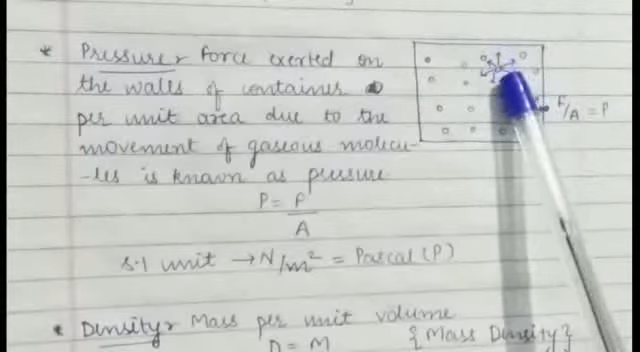 * Pressure → Force exerted on
the walls of container
per unit area due to the
movement of gaseous molecu-
-les is known as pressure
P = F
A
S.I unit → N/m² = Pascal (P)
F/A = P
* Density → Mass per unit volume
D = M
{Mass Density}